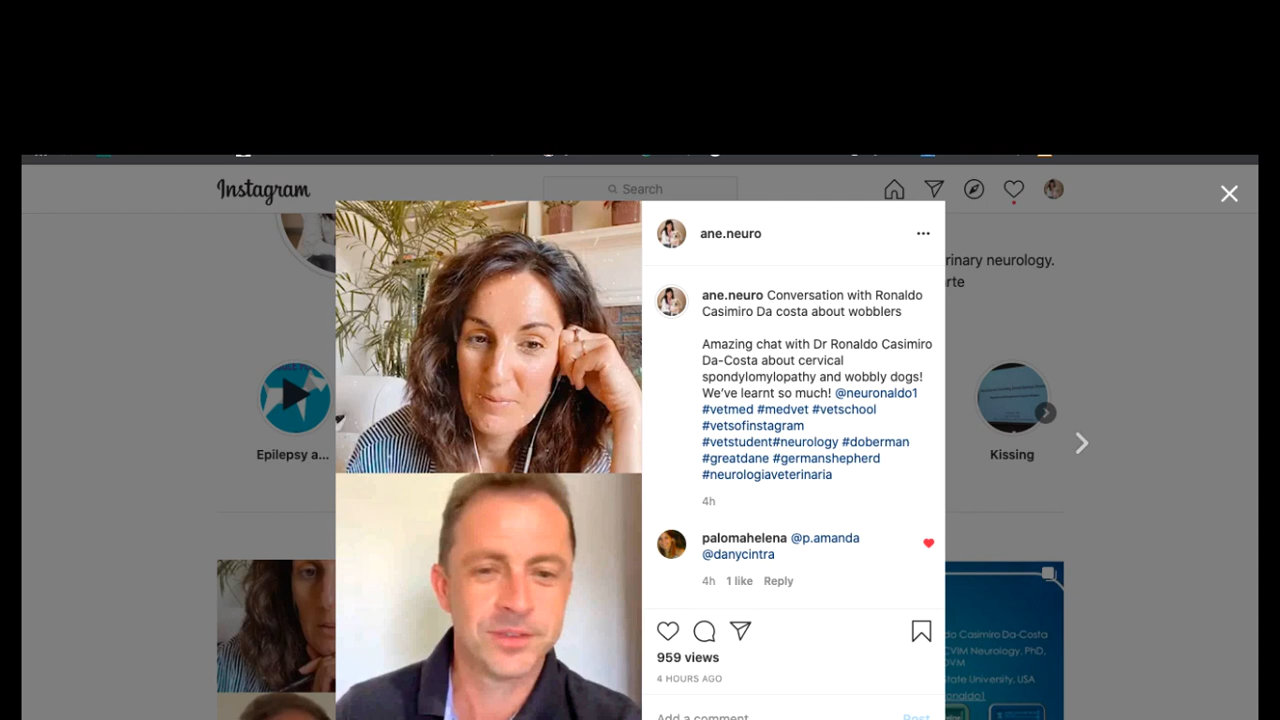 Instagram
Search
ane.neuro
rinary neurology.
rte
ane.neuro Conversation with Ronaldo
Casimiro Da costa about wobblers
Amazing chat with Dr Ronaldo Casimiro
Da-Costa about cervical
spondylomylopathy and wobbly dogs!
We've learnt so much! @neuronaldo1
#vetmed #medvet #vetschool
#vetsofinstagram
#vetstudent#neurology #doberman
#greatdane #germanshepherd
#neurologiaveterinaria
4h
Epilepsy a...
Kissing
palomahelena @p.amanda
@danycintra
4h 1 like Reply
959 views
4 HOURS AGO
Add a comment
Post
do Casimiro Da-Costa
CVIM Neurology, PhD,
DVM
State University, USA
onaldo1